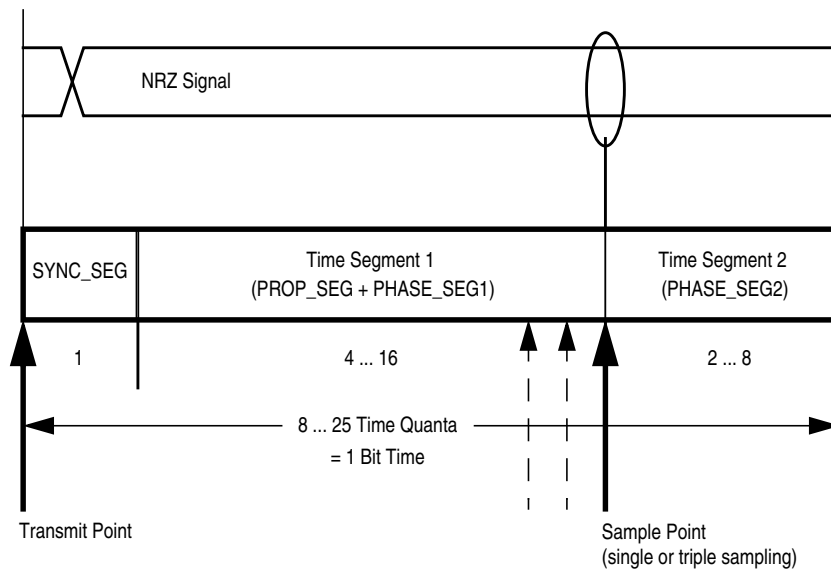 NRZ Signal
SYNC_SEG
Time Segment 1
(PROP_SEG + PHASE_SEG1)
Time Segment 2
(PHASE_SEG2)
1
4 ... 16
2 ... 8
8 ... 25 Time Quanta
= 1 Bit Time
Transmit Point
Sample Point
(single or triple sampling)